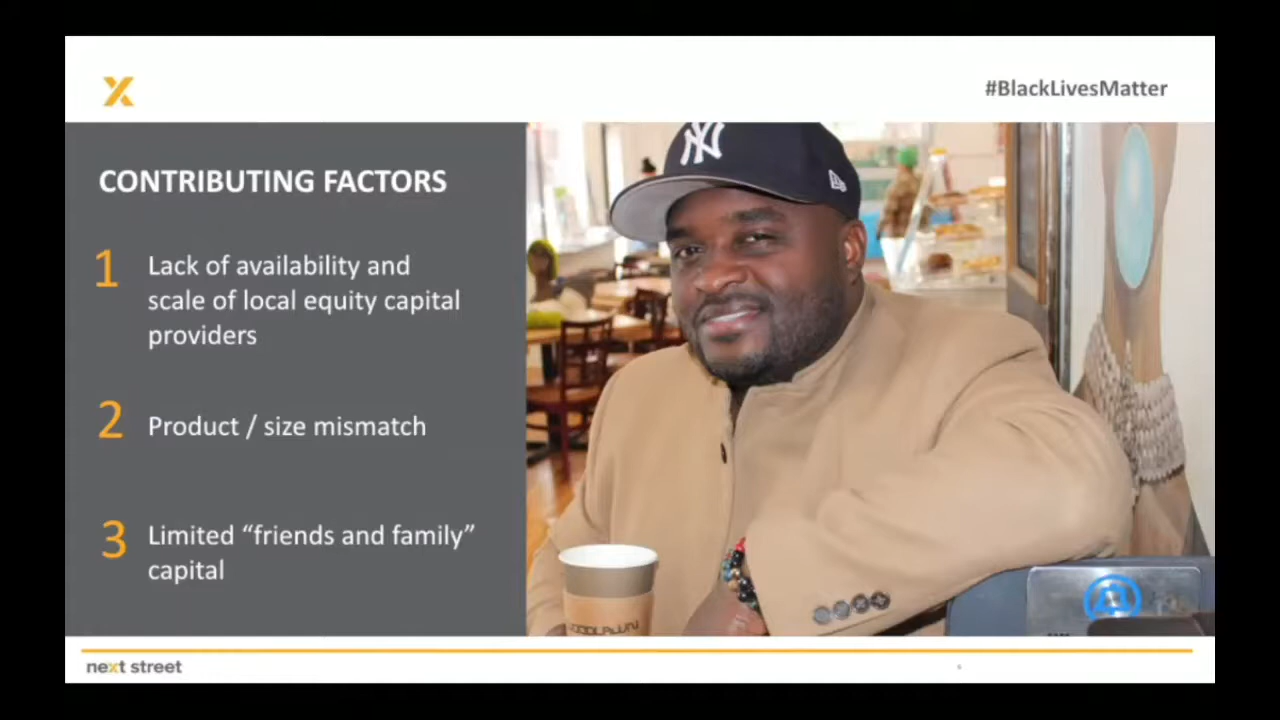 #BlackLivesMatter
CONTRIBUTING FACTORS
1
Lack of availability and
scale of local equity capital
providers
2
Product / size mismatch
3
Limited “friends and family”
capital
NY
next street